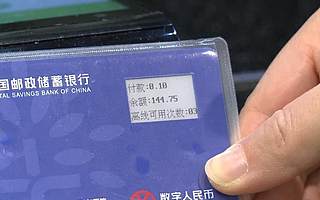 国邮政储蓄银行
TAL SAVINGS BANK OF CHINA
付款:0.10
余额:144.75
离线可用次数:03
数字人民币